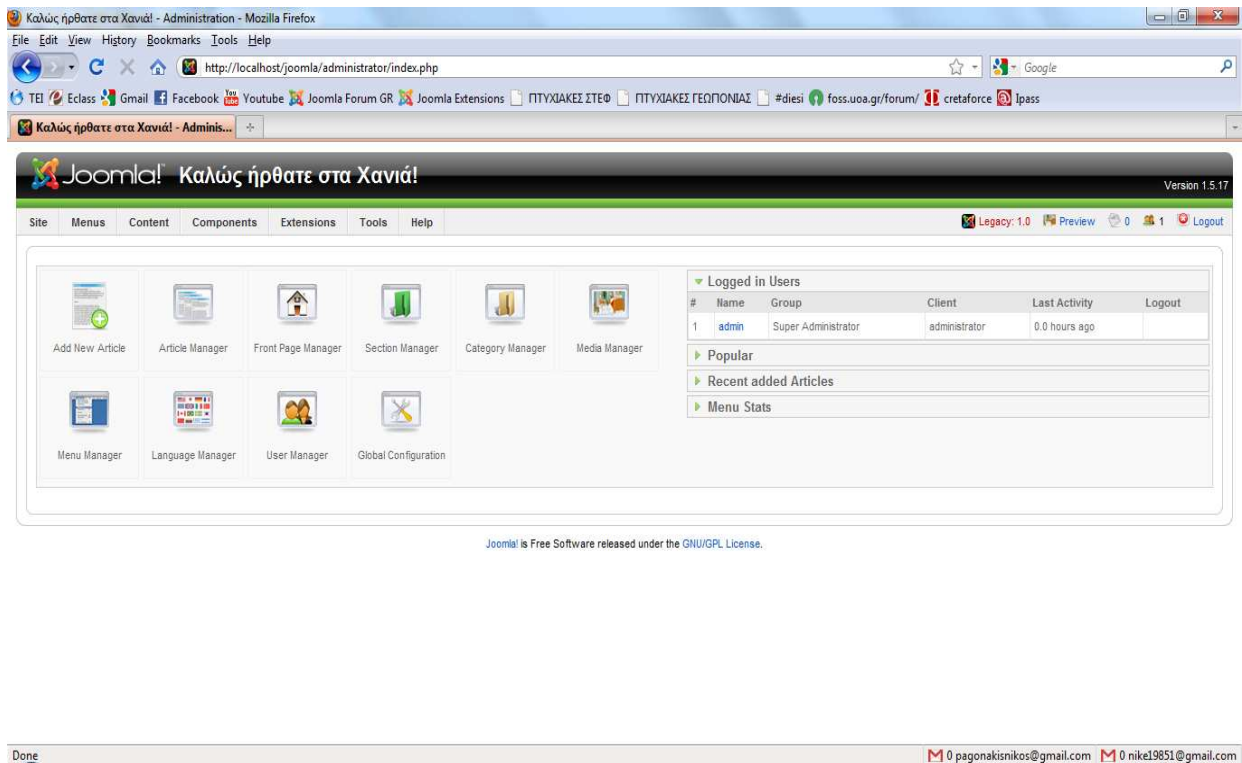 Καλώς ήρθατε στα Χανιά! - Administration - Mozilla Firefox
File Edit View History Bookmarks Tools Help
http://localhost/joomla/administrator/index.php Google
TEI Eclass Gmail Facebook Youtube Joomla Forum GR Joomla Extensions ΠΤΥΧΙΑΚΕΣ ΣΤΕΦ ΠΤΥΧΙΑΚΕΣ ΓΕΩΠΟΝΙΑΣ #diesi foss.uoa.gr/forum/ cretaforce Ipass
Καλώς ήρθατε στα Χανιά! - Adminis...
Joomla! Καλώς ήρθατε στα Χανιά!
Version 1.5.17
Site Menus Content Components Extensions Tools Help Legacy: 1.0 Preview 0 1 Logout
Add New Article Article Manager Front Page Manager Section Manager Category Manager Media Manager
Menu Manager Language Manager User Manager Global Configuration
Logged in Users
# Name Group Client Last Activity Logout
1 admin Super Administrator administrator 0.0 hours ago
Popular
Recent added Articles
Menu Stats
Joomla! is Free Software released under the GNU/GPL License.
Done 0 pagonakisnikos@gmail.com 0 nike19851@gmail.com